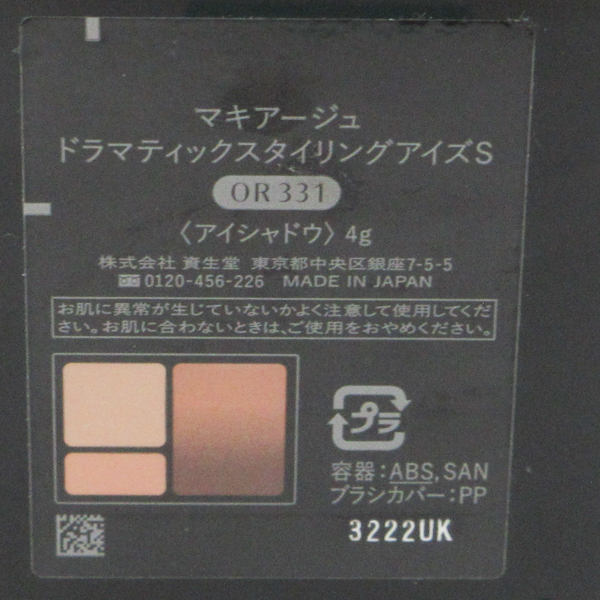 マキアージュ
ドラマティックスタイリングアイズS
OR331
〈アイシャドウ〉4g
株式会社 資生堂 東京都中央区銀座7-5-5
0120-456-226 MADE IN JAPAN
お肌に異常が生じていないかよく注意して使用してくだ
さい。お肌に合わないときは、ご使用をおやめください。
プラ
容器:ABS,SAN
ブラシカバー:PP
3222UK